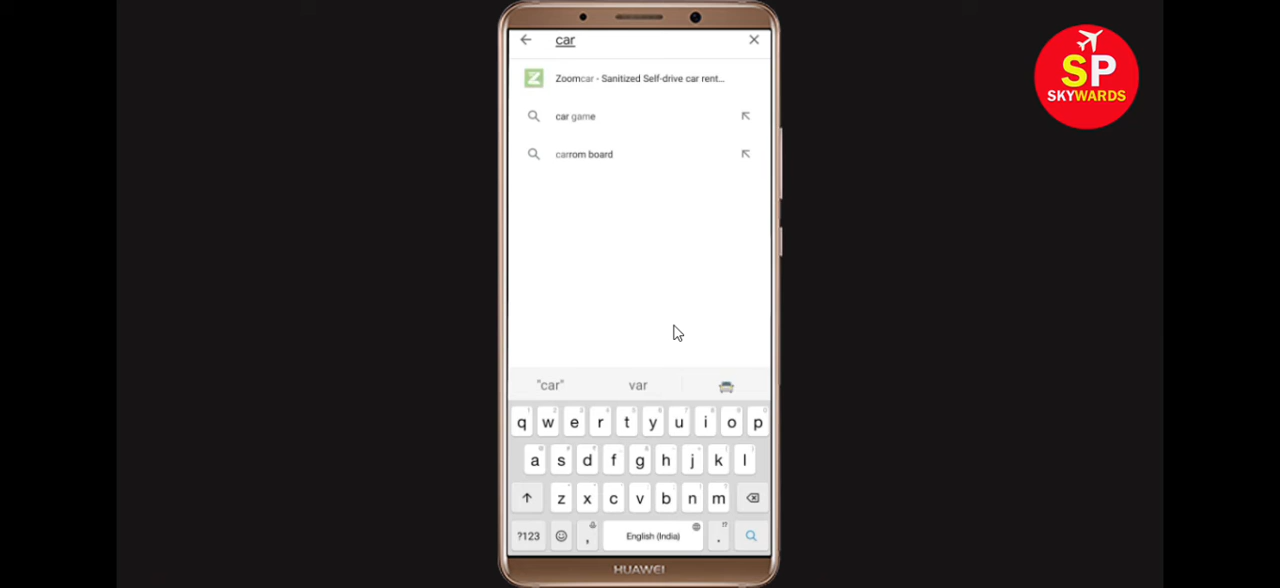 SP
SKYWARDS
car
Zoomcar - Sanitized Self-drive car rent...
car game
carrom board
"car" var
q w e r t y u i o p
a s d f g h j k l
z x c v b n m
?123 , English (India) .
HUAWEI